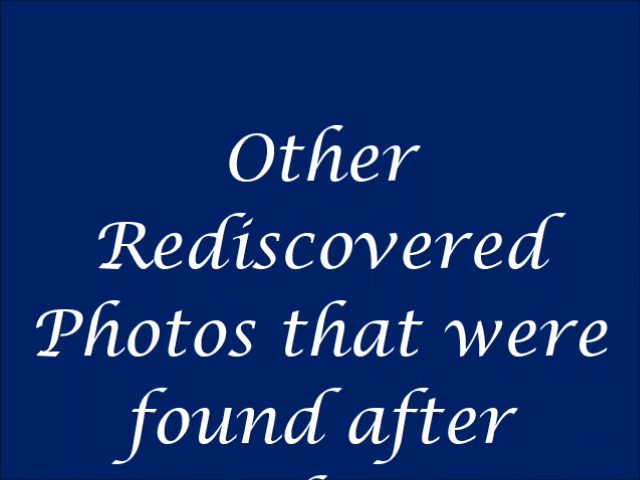 Other
Rediscovered
Photos that were
found after